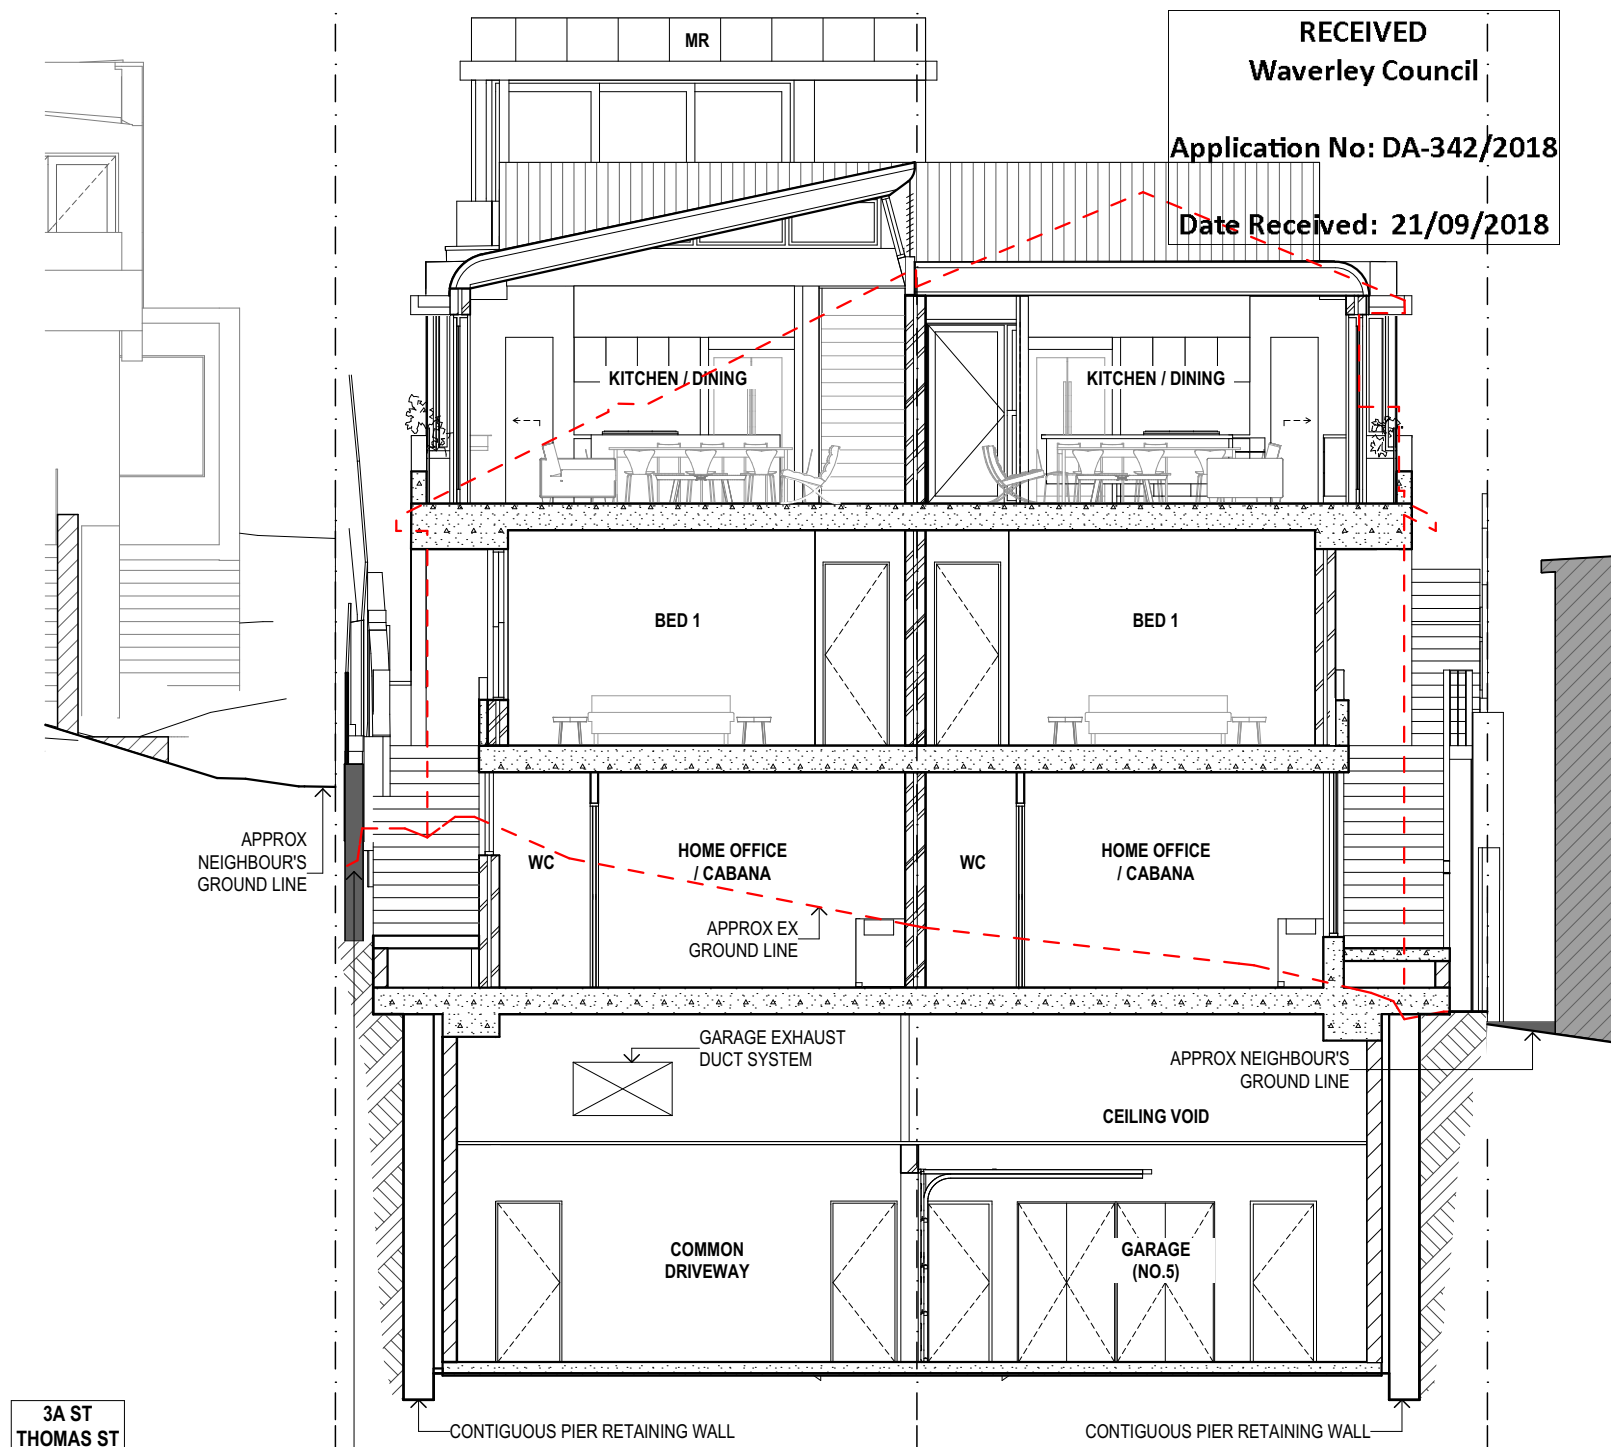 MR
RECEIVED
Waverley Council
Application No: DA-342/2018
Date Received: 21/09/2018
KITCHEN / DINING
KITCHEN / DINING
BED 1
BED 1
APPROX
NEIGHBOUR'S
GROUND LINE
WC
HOME OFFICE
/ CABANA
WC
HOME OFFICE
/ CABANA
APPROX EX
GROUND LINE
GARAGE EXHAUST
DUCT SYSTEM
APPROX NEIGHBOUR'S
GROUND LINE
CEILING VOID
COMMON
DRIVEWAY
GARAGE
(NO.5)
3A ST
THOMAS ST
CONTIGUOUS PIER RETAINING WALL
CONTIGUOUS PIER RETAINING WALL